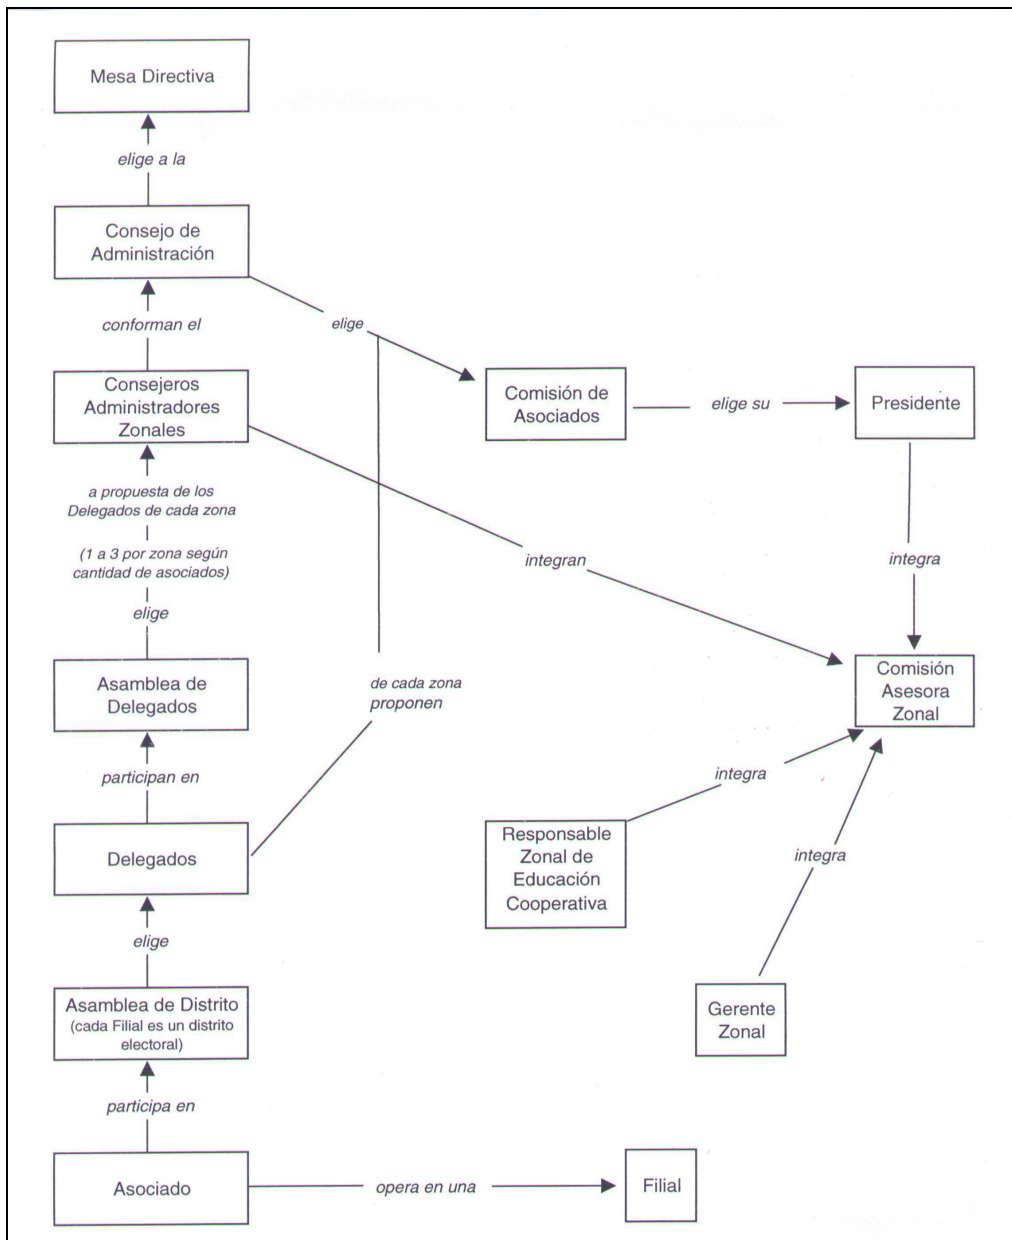 Mesa Directiva
elige a la
Consejo de
Administración
conforman el
elige
Consejeros
Administradores
Zonales
Comisión de
Asociados
elige su
Presidente
a propuesta de los
Delegados de cada zona
(1 a 3 por zona según
cantidad de asociados)
elige
integran
integra
Asamblea de
Delegados
de cada zona
proponen
Comisión
Asesora
Zonal
participan en
integra
Delegados
Responsable
Zonal de
Educación
Cooperativa
integra
elige
Asamblea de Distrito
(cada Filial es un distrito
electoral)
Gerente
Zonal
participa en
Asociado
opera en una
Filial